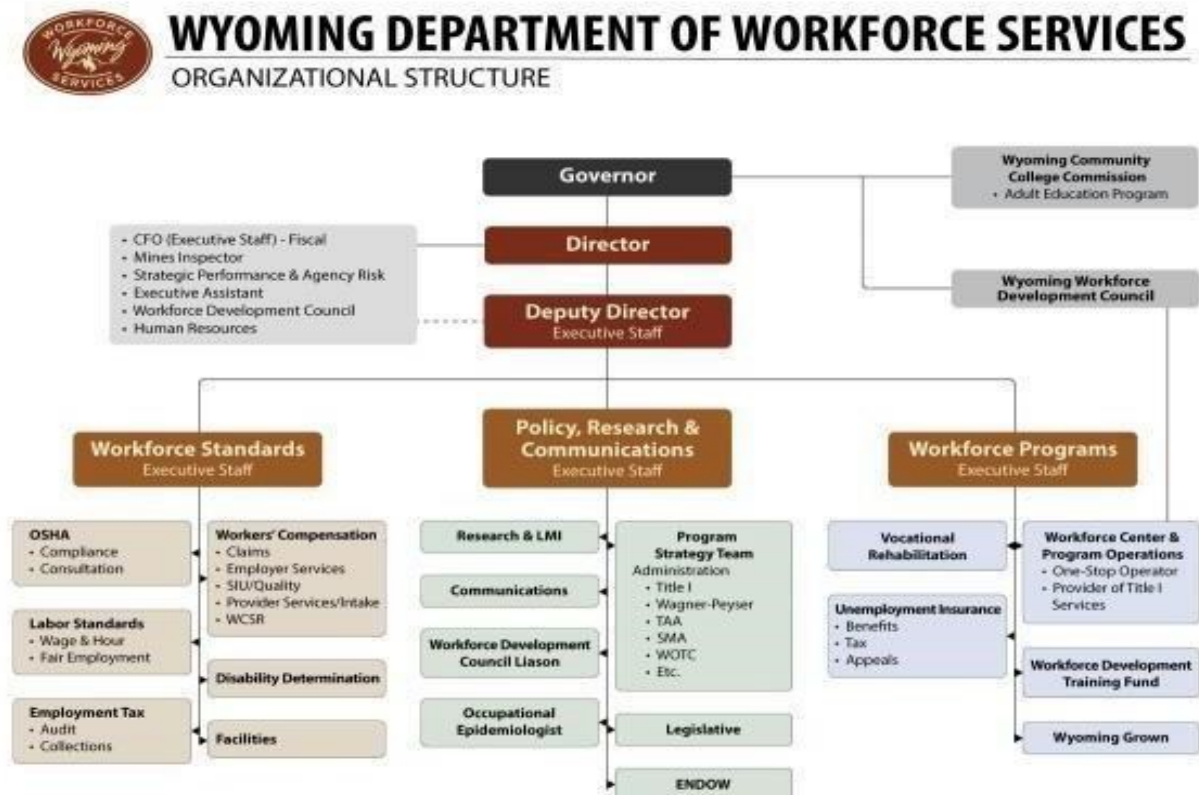 WORKFORCE
Wyoming
SERVICES
WYOMING DEPARTMENT OF WORKFORCE SERVICES
ORGANIZATIONAL STRUCTURE
Governor
Wyoming Community
College Commission
• Adult Education Program
• CFO (Executive Staff) - Fiscal
• Mines Inspector
• Strategic Performance & Agency Risk
• Executive Assistant
• Workforce Development Council
• Human Resources
Director
Wyoming Workforce
Development Council
Deputy Director
Executive Staff
Workforce Standards
Executive Staff
Policy, Research &
Communications
Executive Staff
Workforce Programs
Executive Staff
OSHA
• Compliance
• Consultation
Labor Standards
• Wage & Hour
• Fair Employment
Employment Tax
• Audit
• Collections
Workers' Compensation
• Claims
• Employer Services
• SIU/Quality
• Provider Services/Intake
• WCSR
Disability Determination
Facilities
Research & LMI
Communications
Workforce Development
Council Liason
Occupational
Epidemiologist
Program
Strategy Team
Administration
• Title I
• Wagner-Peyser
• TAA
• SMA
• WOTC
• Etc.
Legislative
ENDOW
Vocational
Rehabilitation
Unemployment Insurance
• Benefits
• Tax
• Appeals
Workforce Center &
Program Operations
• One-Stop Operator
• Provider of Title I
Services
Workforce Development
Training Fund
Wyoming Grown